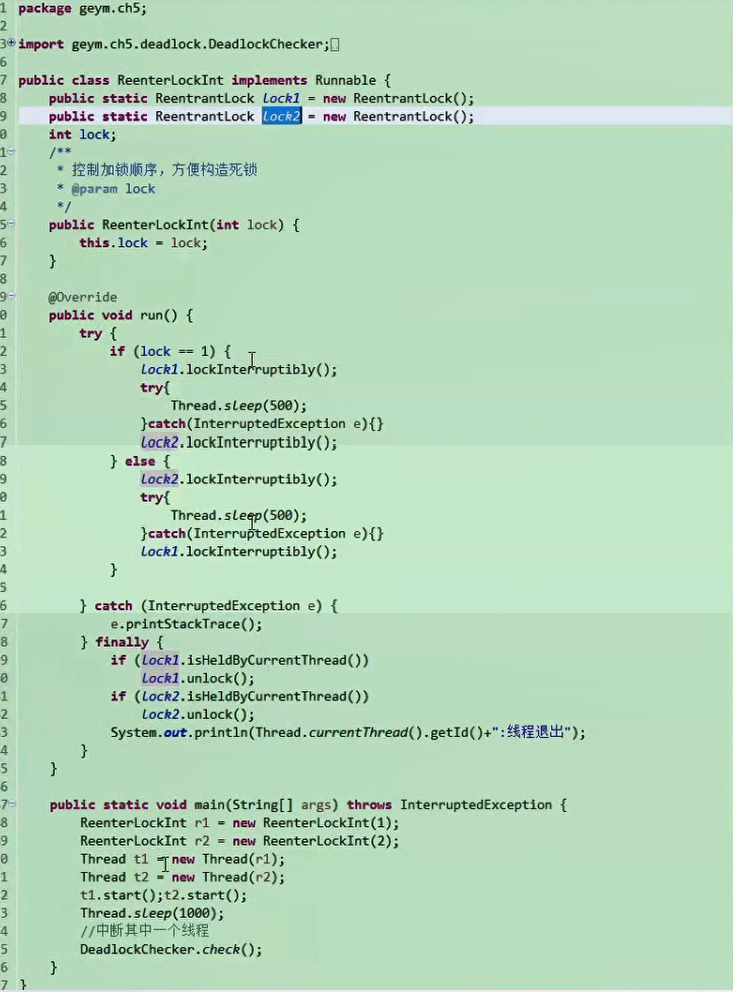 1 package geym.ch5;
2
3 import geym.ch5.deadlock.DeadlockChecker;
6
7 public class ReenterLockInt implements Runnable {
8     public static ReentrantLock lock1 = new ReentrantLock();
9     public static ReentrantLock lock2 = new ReentrantLock();
0     int lock;
1     /**
2      * 控制加锁顺序，方便构造死锁
3      * @param lock
4      */
5     public ReenterLockInt(int lock) {
6         this.lock = lock;
7     }
8
9     @Override
0     public void run() {
1         try {
2             if (lock == 1) {
3                 lock1.lockInterruptibly();
4                 try{
5                     Thread.sleep(500);
6                 }catch(InterruptedException e){}
7                 lock2.lockInterruptibly();
8             } else {
9                 lock2.lockInterruptibly();
0                 try{
1                     Thread.sleep(500);
2                 }catch(InterruptedException e){}
3                 lock1.lockInterruptibly();
4             }
5
6         } catch (InterruptedException e) {
7             e.printStackTrace();
8         } finally {
9             if (lock1.isHeldByCurrentThread())
0                 lock1.unlock();
1             if (lock2.isHeldByCurrentThread())
2                 lock2.unlock();
3             System.out.println(Thread.currentThread().getId()+":线程退出");
4         }
5     }
6
7     public static void main(String[] args) throws InterruptedException {
8         ReenterLockInt r1 = new ReenterLockInt(1);
9         ReenterLockInt r2 = new ReenterLockInt(2);
0         Thread t1 = new Thread(r1);
1         Thread t2 = new Thread(r2);
2         t1.start();t2.start();
3         Thread.sleep(1000);
4         //中断其中一个线程
5         DeadlockChecker.check();
6     }
7 }